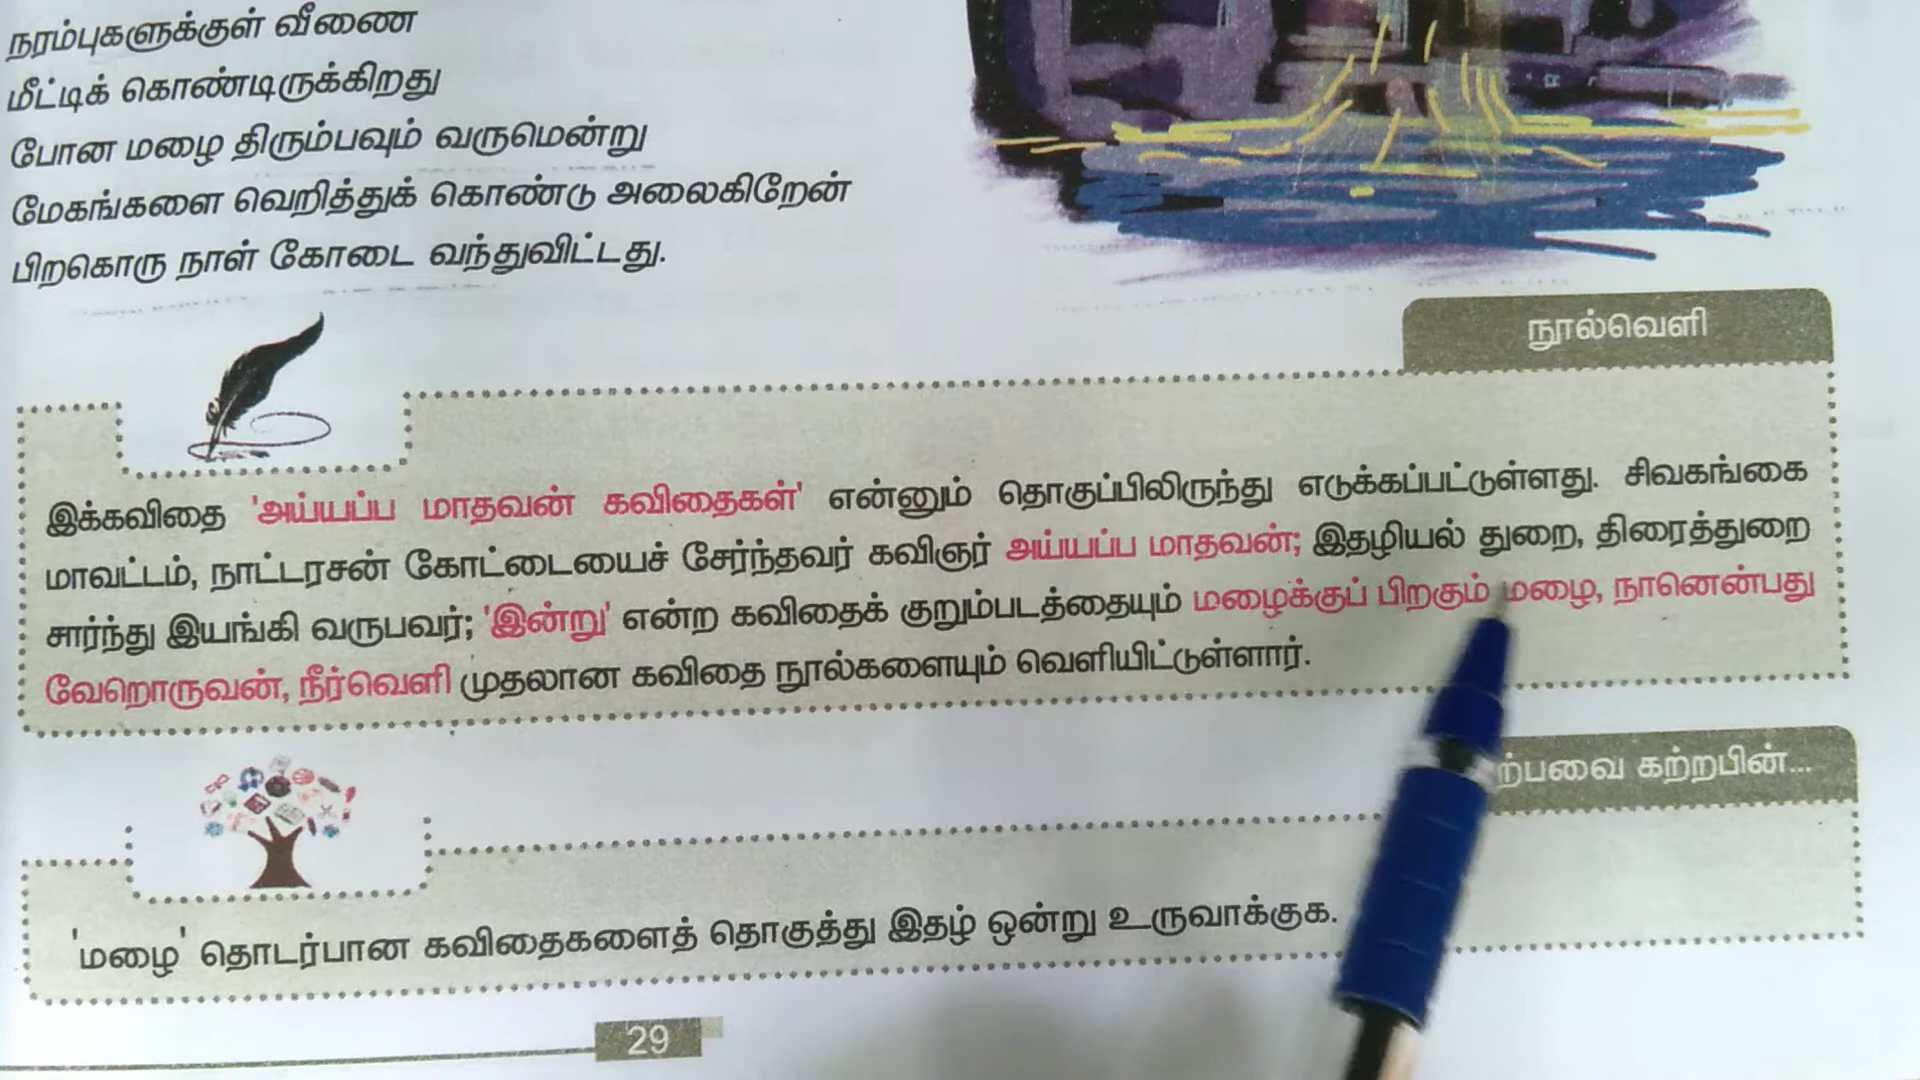 நரம்புகளுக்குள் வீணை
மீட்டிக் கொண்டிருக்கிறது
போன மழை திரும்பவும் வருமென்று
மேகங்களை வெறித்துக் கொண்டு அலைகிறேன்
பிறகொரு நாள் கோடை வந்துவிட்டது.
நூல்வெளி
இக்கவிதை 'அய்யப்ப மாதவன் கவிதைகள்' என்னும் தொகுப்பிலிருந்து எடுக்கப்பட்டுள்ளது. சிவகங்கை
மாவட்டம், நாட்டரசன் கோட்டையைச் சேர்ந்தவர் கவிஞர் அய்யப்ப மாதவன்; இதழியல் துறை, திரைத்துறை
சார்ந்து இயங்கி வருபவர்; 'இன்று' என்ற கவிதைக் குறும்படத்தையும் மழைக்குப் பிறகும் மழை, நானென்பது
வேறொருவன், நீர்வெளி முதலான கவிதை நூல்களையும் வெளியிட்டுள்ளார்.
கற்றபின்...
'மழை' தொடர்பான கவிதைகளைத் தொகுத்து இதழ் ஒன்று உருவாக்குக.
29